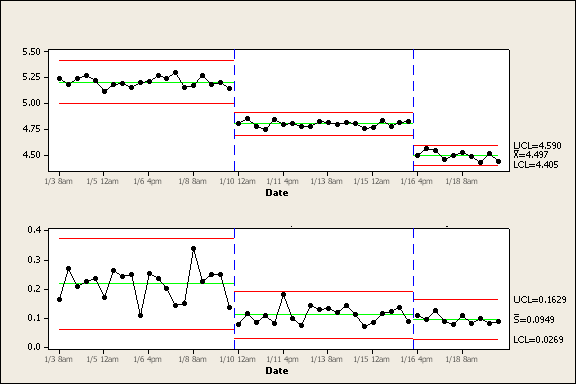 5.50
5.25
5.00
4.75
4.50
UCL=4.590
X=4.497
LCL=4.405
1/3 8am 1/5 12am 1/6 4pm 1/8 8am 1/10 12am 1/11 4pm 1/13 8am 1/15 12am 1/16 4pm 1/18 8am
Date
0.4
0.3
0.2
0.1
0.0
UCL=0.1629
S=0.0949
LCL=0.0269
1/3 8am 1/5 12am 1/6 4pm 1/8 8am 1/10 12am 1/11 4pm 1/13 8am 1/15 12am 1/16 4pm 1/18 8am
Date